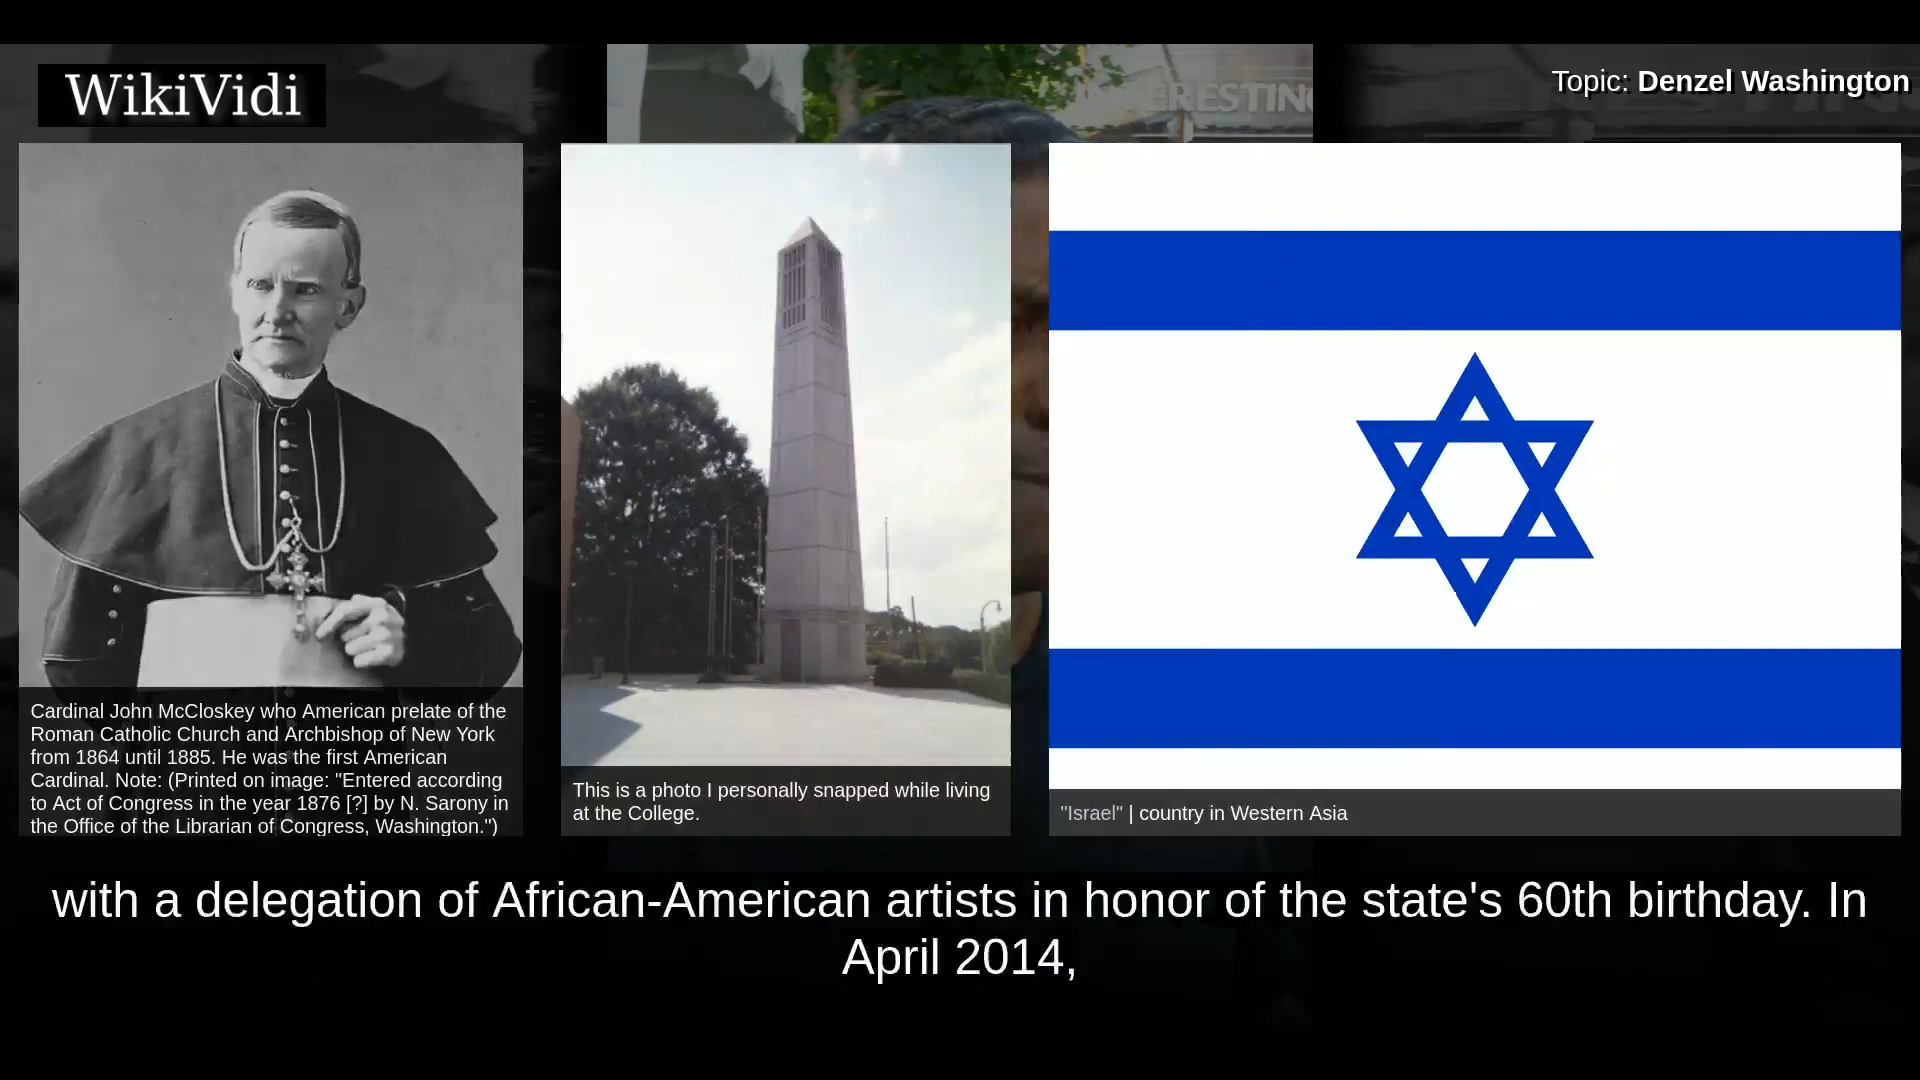 WikiVidi
Topic: Denzel Washington
Cardinal John McCloskey who American prelate of the
Roman Catholic Church and Archbishop of New York
from 1864 until 1885. He was the first American
Cardinal. Note: (Printed on image: "Entered according
to Act of Congress in the year 1876 [?] by N. Sarony in
the Office of the Librarian of Congress, Washington.")
This is a photo I personally snapped while living
at the College.
"Israel" | country in Western Asia
with a delegation of African-American artists in honor of the state's 60th birthday. In
April 2014,